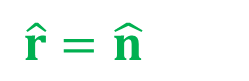 r̂ = n̂